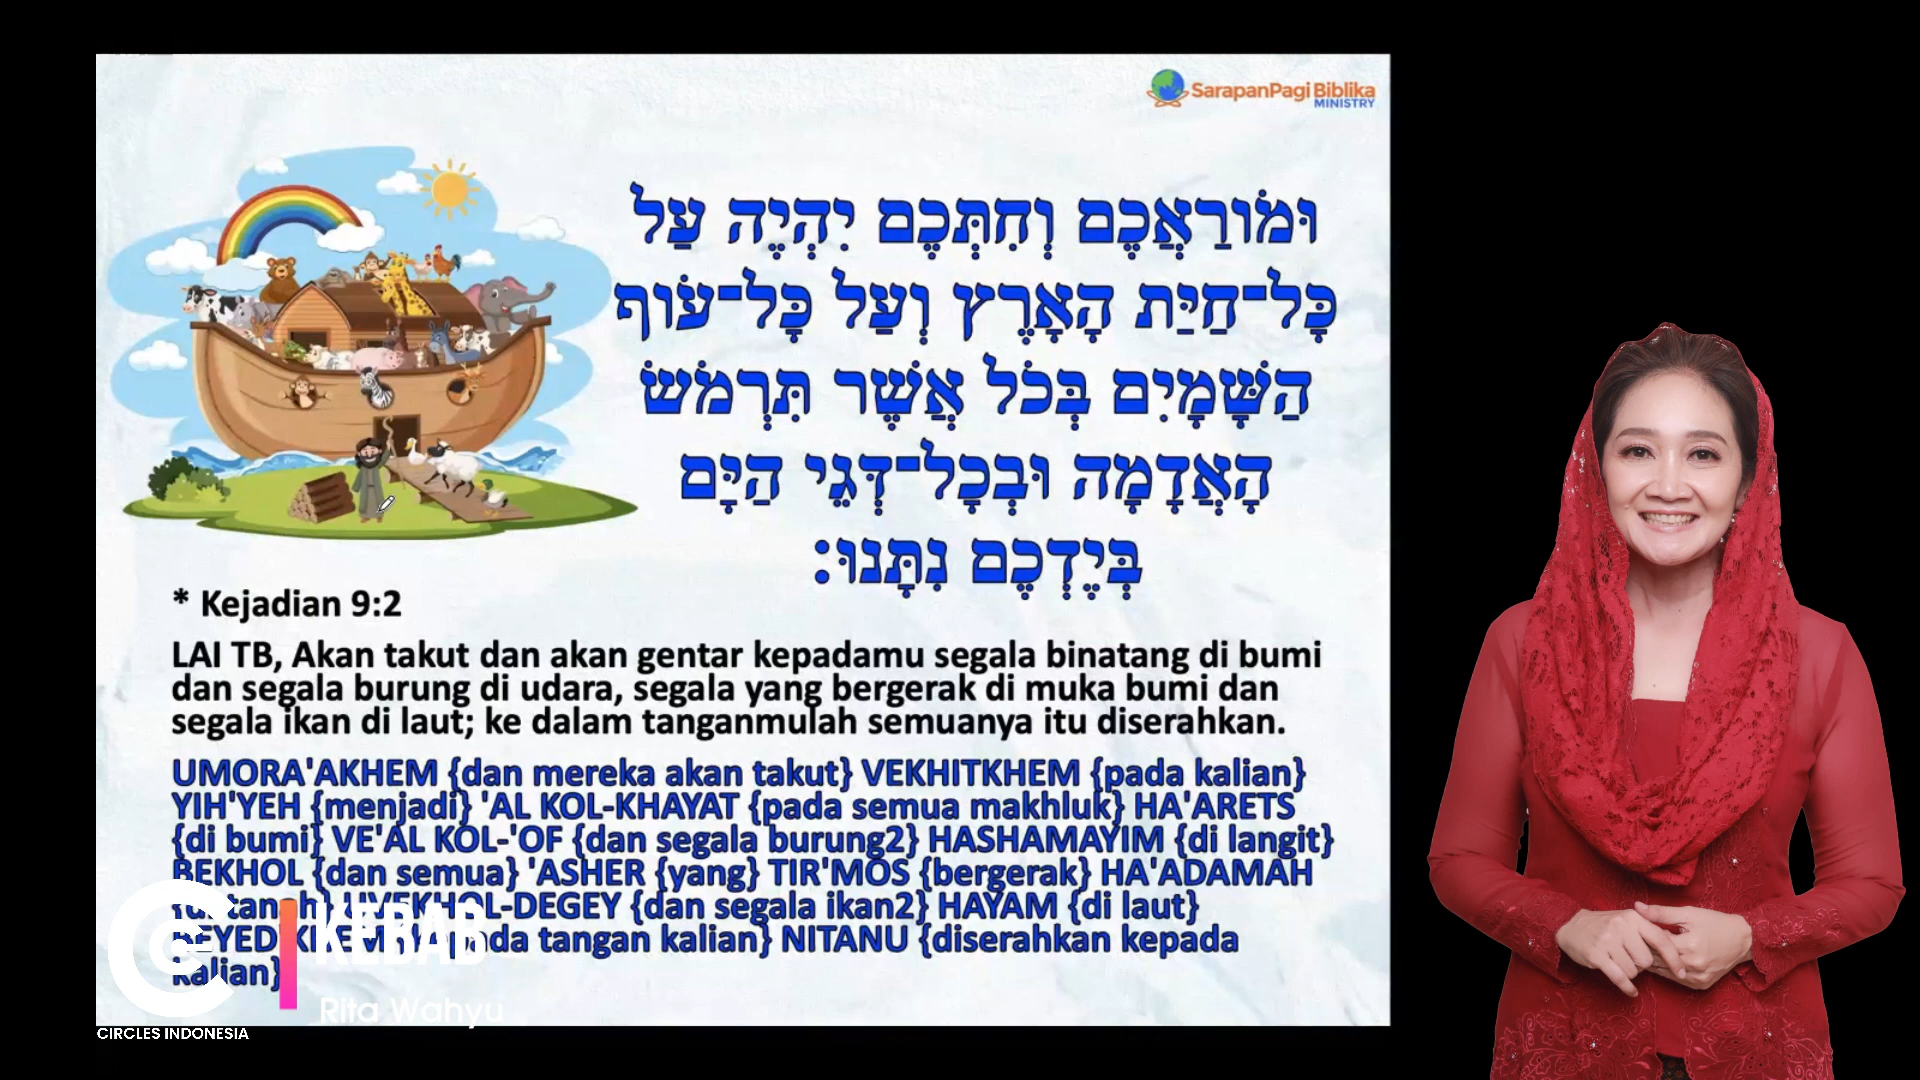 SarapanPagi Biblika
MINISTRY
וּמוֹרַאֲכֶם וְחִתְּכֶם יִהְיֶה עַל
כָּל־חַיַּת הָאָרֶץ וְעַל כָּל־עוֹף
הַשָּׁמָיִם בְּכֹל אֲשֶׁר תִּרְמֹשׂ
הָאֲדָמָה וּבְכָל־דְּגֵי הַיָּם
בְּיֶדְכֶם נִתָּנוּ׃
* Kejadian 9:2
LAI TB, Akan takut dan akan gentar kepadamu segala binatang di bumi
dan segala burung di udara, segala yang bergerak di muka bumi dan
segala ikan di laut; ke dalam tanganmulah semuanya itu diserahkan.
UMORA'AKHEM {dan mereka akan takut} VEKHITKHEM {pada kalian}
YIH'YEH {menjadi} 'AL KOL-KHAYAT {pada semua makhluk} HA'ARETS
{di bumi} VE'AL KOL-'OF {dan segala burung2} HASHAMAYIM {di langit}
BEKHOL {dan semua} 'ASHER {yang} TIR'MOS {bergerak} HA'ADAMAH
UVEKHOL-DEGEY {dan segala ikan2} HAYAM {di laut}
tangan kalian} NITANU {diserahkan kepada
kalian}
KEBAB
Rita Wahyu
CIRCLES INDONESIA